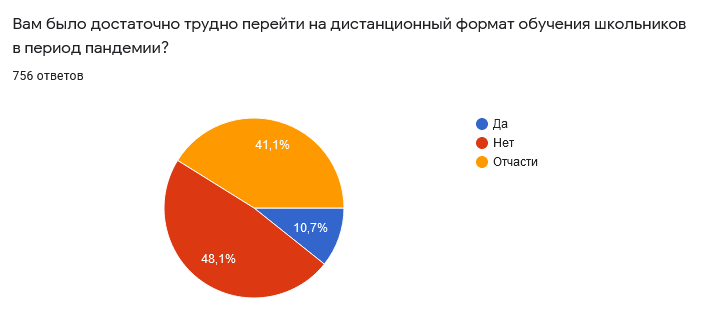 Вам было достаточно трудно перейти на дистанционный формат обучения школьников
в период пандемии?
756 ответов
Да
Нет
Отчасти
41,1%
10,7%
48,1%